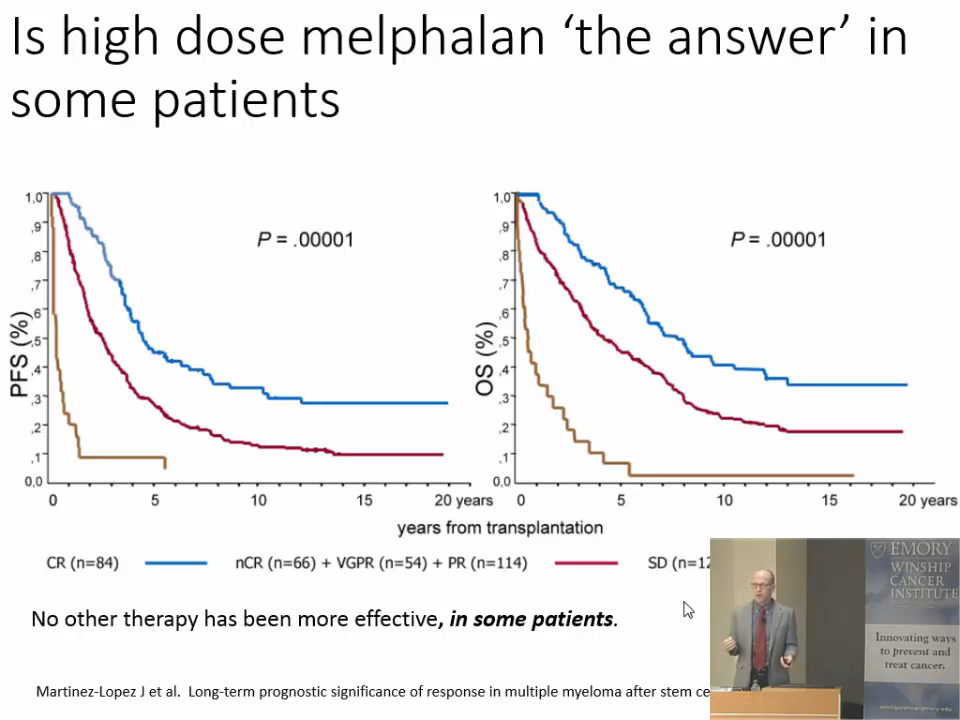 Is high dose melphalan ‘the answer’ in
some patients
PFS (%)
1,0
,9
,8
,7
,6
,5
,4
,3
,2
,1
0,0
P = .00001
0 5 10 15 20 years
OS (%)
1,0
,9
,8
,7
,6
,5
,4
,3
,2
,1
0,0
P = .00001
0 5 10 15 20 years
years from transplantation
CR (n=84) nCR (n=66) + VGPR (n=54) + PR (n=114) SD (n=12
No other therapy has been more effective, in some patients.
Martinez-Lopez J et al. Long-term prognostic significance of response in multiple myeloma after stem ce
EMORY
WINSHIP
CANCER
INSTITUTE
Innovating ways
to prevent and
treat cancer.